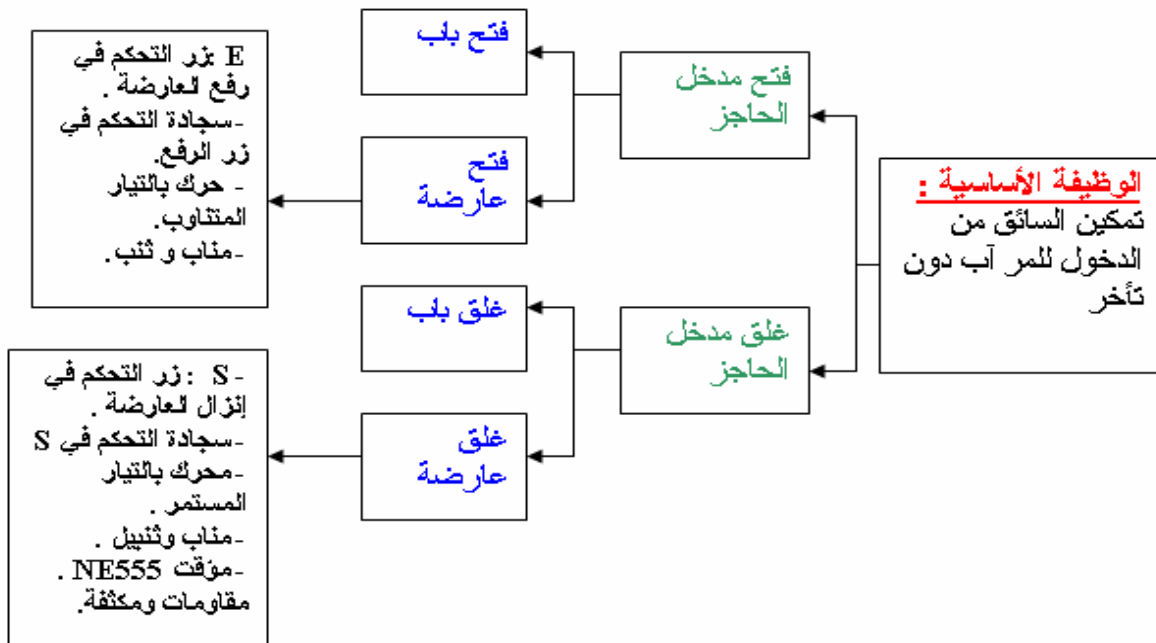 الوظيفة الأساسية :
تمكين السائق من
الدخول للمر آب دون
تأخر
فتح مدخل
الحاجز
غلق مدخل
الحاجز
فتح باب
فتح
عارضة
غلق باب
غلق
عارضة
E :زر التحكم في
رفع العارضة .
-سجادة التحكم في
زر الرفع.
- حرك بالتيار
المتناوب.
-مناب و ثنب.
-S : زر التحكم في
إنزال العارضة .
-سجادة التحكم في S
-محرك بالتيار
المستمر .
-مناب وثنبيل .
-مؤقت NE555 .
مقاومات ومكثفة.